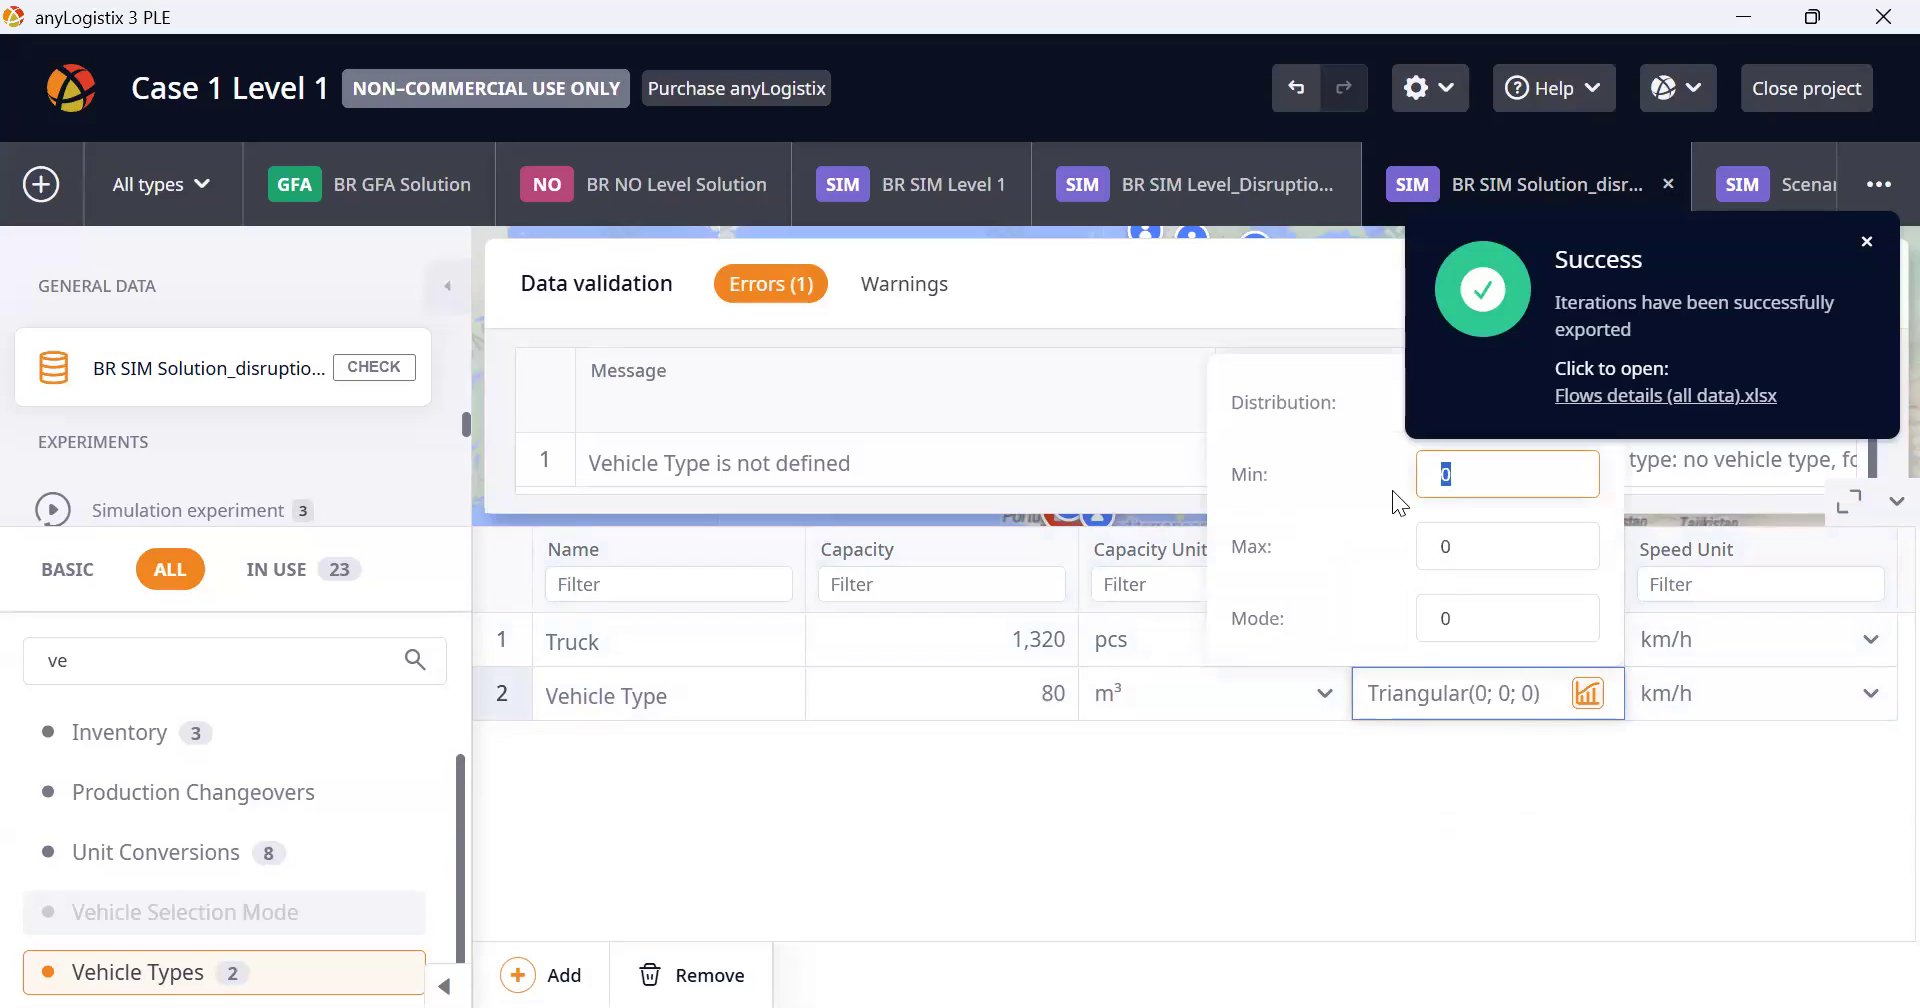 anyLogistix 3 PLE
Case 1 Level 1
NON-COMMERCIAL USE ONLY
Purchase anyLogistix
Help
Close project
All types
GFA BR GFA Solution
NO BR NO Level Solution
SIM BR SIM Level 1
SIM BR SIM Level_Disruptio...
SIM BR SIM Solution_disr...
SIM Scenar
GENERAL DATA
BR SIM Solution_disruptio... CHECK
EXPERIMENTS
Simulation experiment 3
BASIC ALL IN USE 23
ve
Inventory 3
Production Changeovers
Unit Conversions 8
Vehicle Selection Mode
Vehicle Types 2
Data validation Errors (1) Warnings
Message
1 Vehicle Type is not defined
type: no vehicle type, fo
Success
Iterations have been successfully
exported
Click to open:
Flows details (all data).xlsx
Distribution:
Min: 0
Max: 0
Mode: 0
Name Capacity Capacity Unit Speed Unit
Filter Filter Filter Filter
1 Truck 1,320 pcs km/h
2 Vehicle Type 80 m³ Triangular(0; 0; 0) km/h
Add Remove